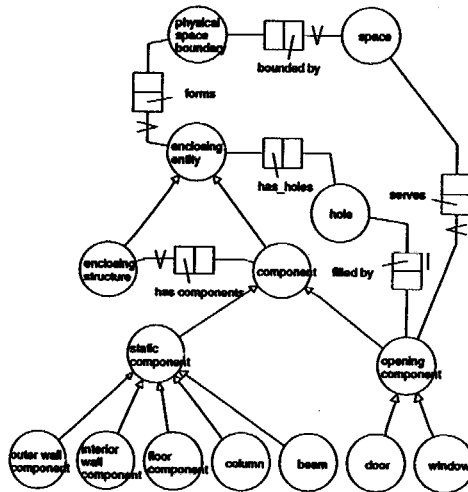 physical
space
boundary
space
bounded by
forms
enclosing
entity
has_holes
serves
hole
enclosing
structure
component
filled by
has components
static
component
opening
component
outer wall
component
interior
wall
component
floor
component
column
beam
door
window